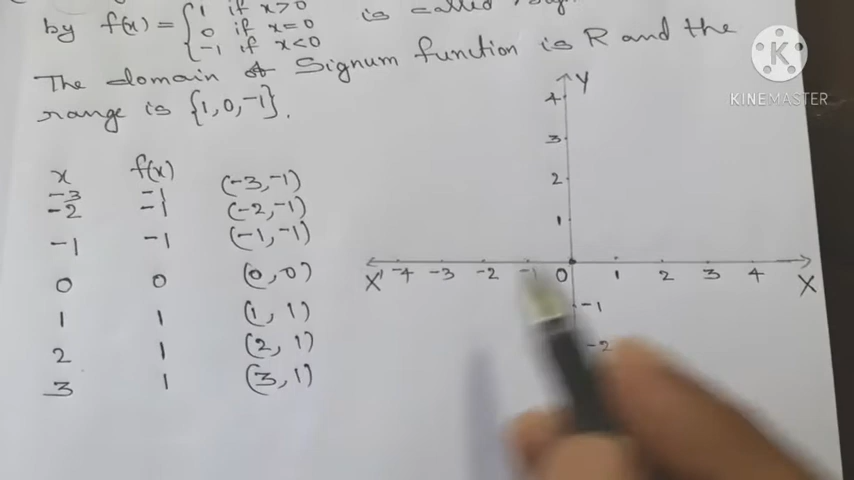 1 if x>0
by f(x) = { 0 if x=0 is called
-1 if x<0
The domain of Signum function is R and the
range is {1,0,-1}.
x f(x)
-3 -1 (-3,-1)
-2 -1 (-2,-1)
-1 -1 (-1,-1)
0 0 (0,0)
1 1 (1,1)
2 1 (2,1)
3 1 (3,1)
Y
4
3
2
1
X' -4 -3 -2 -1 0 1 2 3 4 X
-1
-2
K
KINEMASTER